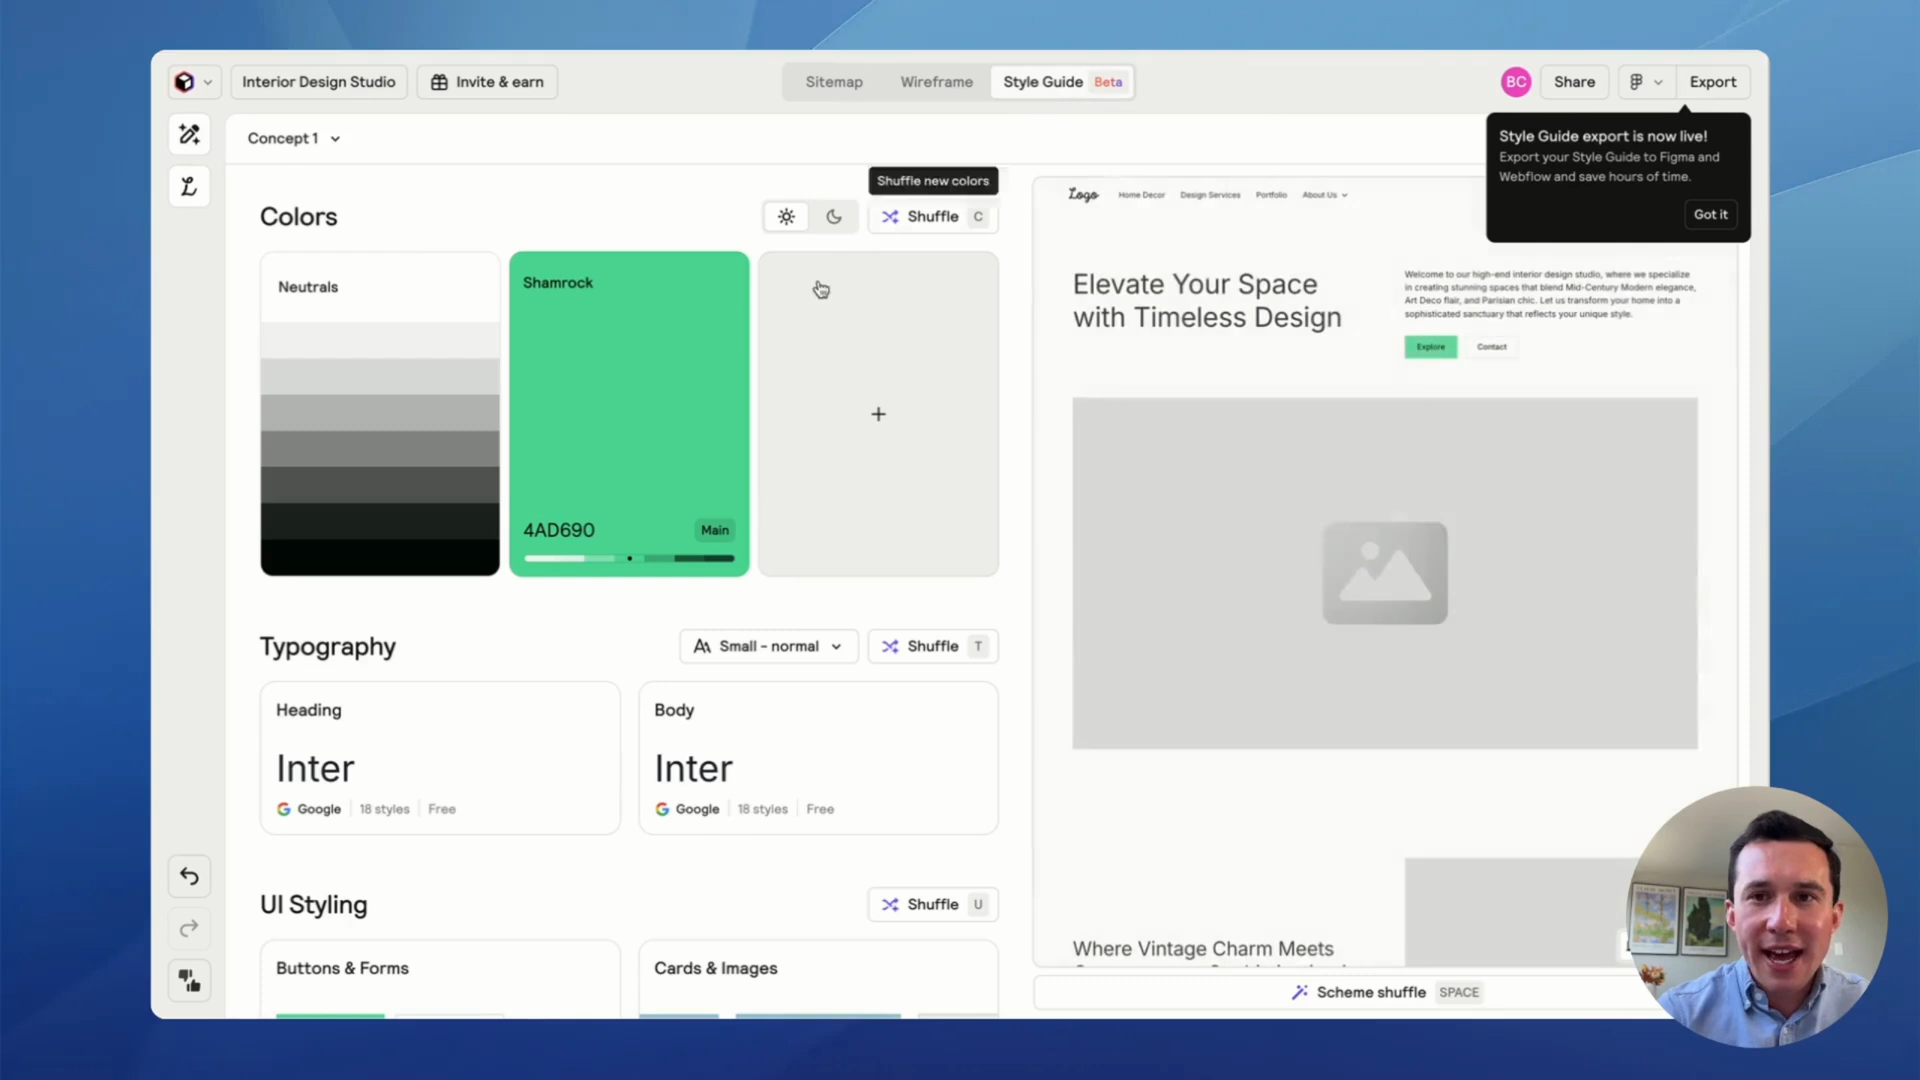 Interior Design Studio
Invite & earn
Sitemap
Wireframe
Style Guide Beta
BC
Share
Export
Style Guide export is now live!
Export your Style Guide to Figma and
Webflow and save hours of time.
Got it
Concept 1
Shuffle new colors
Colors
Shuffle C
Neutrals
Shamrock
4AD690
Main
Typography
Small - normal
Shuffle T
Heading
Inter
Google
18 styles
Free
Body
Inter
Google
18 styles
Free
UI Styling
Shuffle U
Buttons & Forms
Cards & Images
Logo
Home Decor
Design Services
Portfolio
About Us
Elevate Your Space
with Timeless Design
Welcome to our high-end interior design studio, where we specialize
in creating stunning spaces that blend Mid-Century Modern elegance,
Art Deco flair, and Parisian chic. Let us transform your home into a
sophisticated sanctuary that reflects your unique style.
Explore
Contact
Where Vintage Charm Meets
Scheme shuffle SPACE